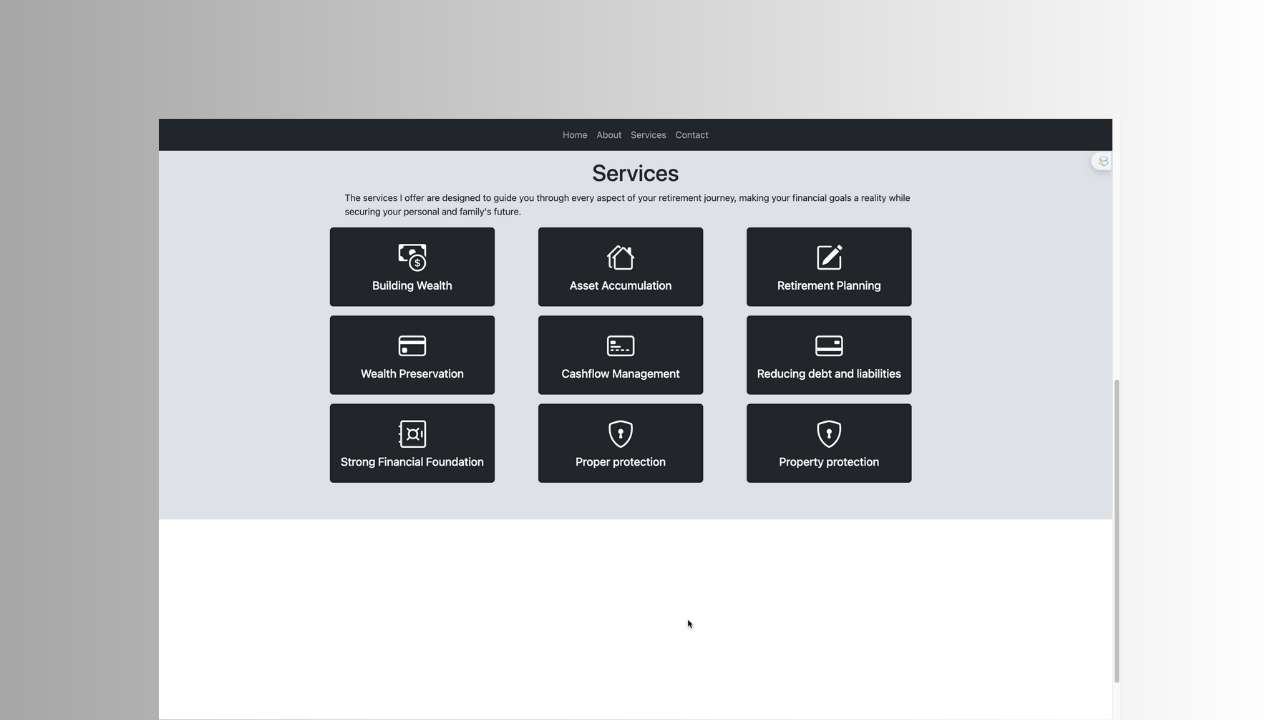 Home About Services Contact
Services
The services I offer are designed to guide you through every aspect of your retirement journey, making your financial goals a reality while
securing your personal and family's future.
Building Wealth
Asset Accumulation
Retirement Planning
Wealth Preservation
Cashflow Management
Reducing debt and liabilities
Strong Financial Foundation
Proper protection
Property protection